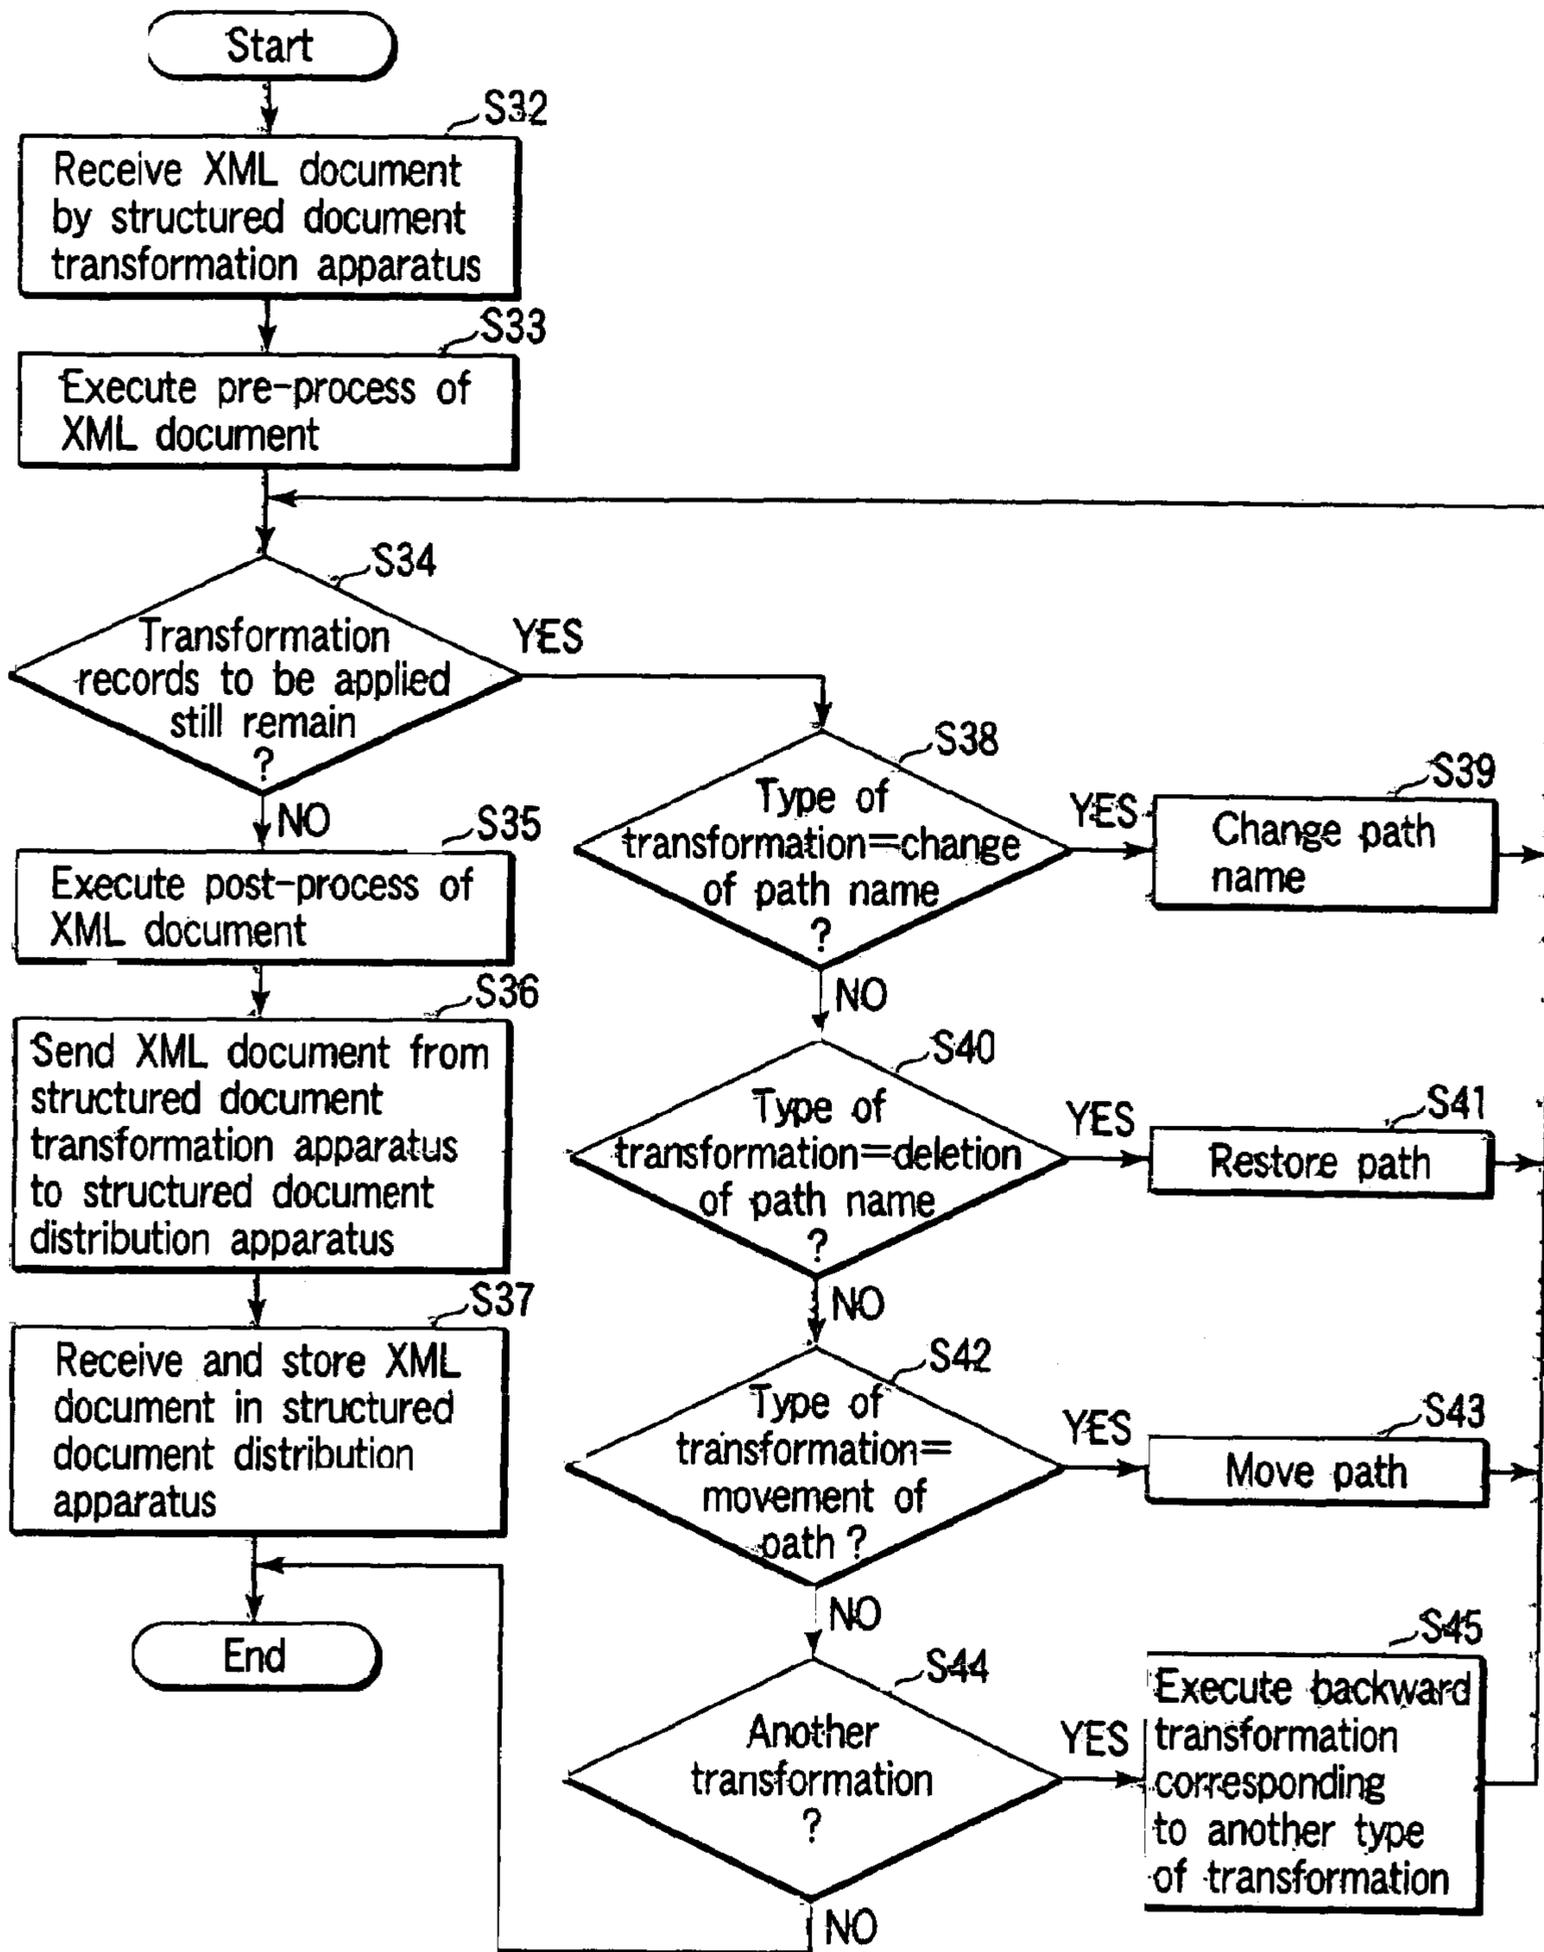 Start
S32
Receive XML document
by structured document
transformation apparatus
S33
Execute pre-process of
XML document
S34
Transformation
records to be applied
still remain
?
YES
NO
S35
Execute post-process of
XML document
S36
Send XML document from
structured document
transformation apparatus
to structured document
distribution apparatus
S37
Receive and store XML
document in structured
document distribution
apparatus
End
S38
Type of
transformation=change
of path name
?
YES
S39
Change path
name
NO
S40
Type of
transformation=deletion
of path name
?
YES
S41
Restore path
NO
S42
Type of
transformation=
movement of
path ?
YES
S43
Move path
NO
S44
Another
transformation
?
YES
S45
Execute backward
transformation
corresponding
to another type
of transformation
NO